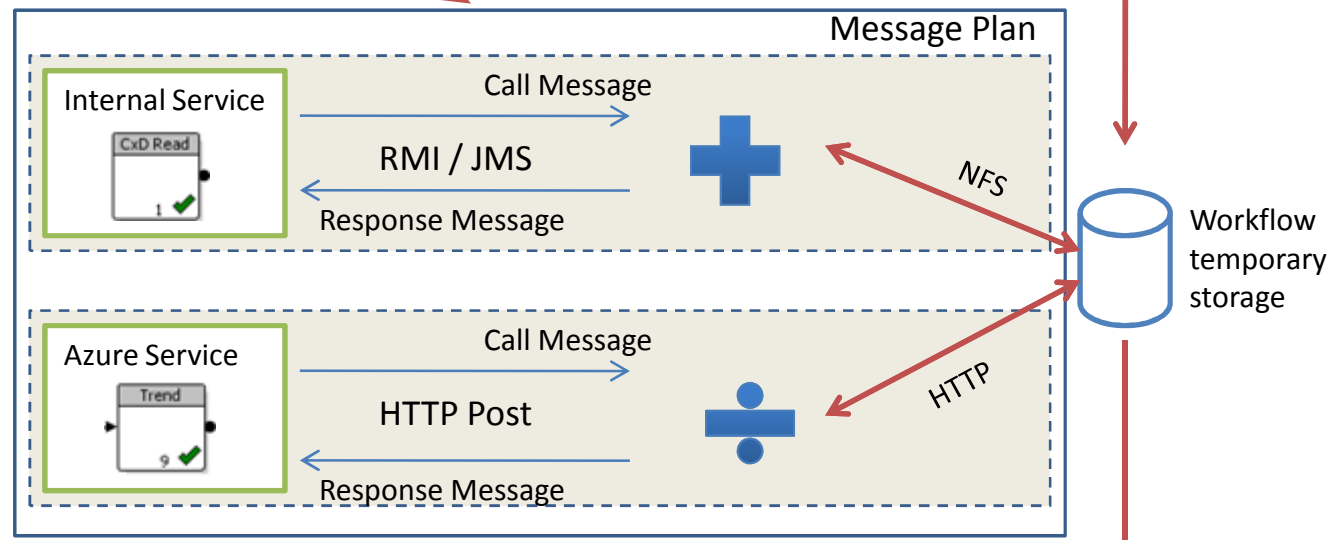 Message Plan
Internal Service
CxD Read
1
Call Message
RMI / JMS
Response Message
NFS
Workflow
temporary
storage
Azure Service
Trend
9
Call Message
HTTP Post
Response Message
HTTP